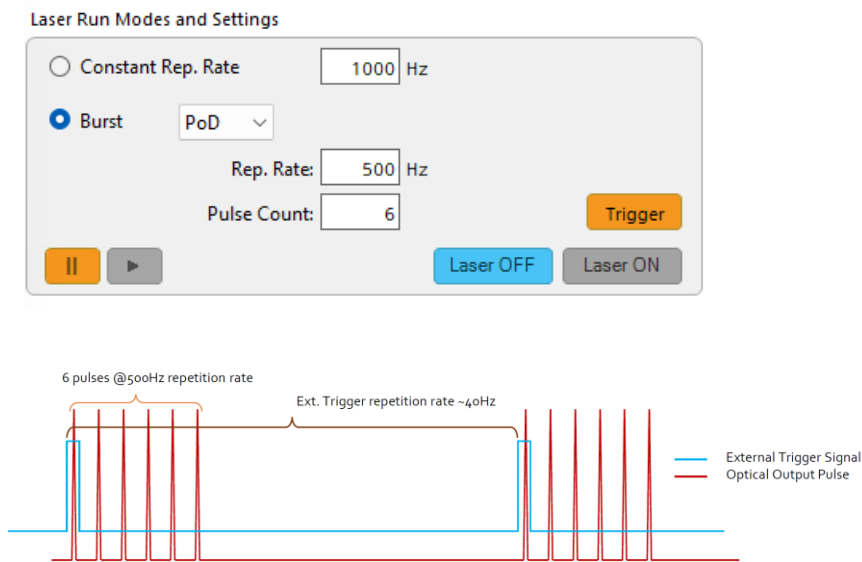 Laser Run Modes and Settings
Constant Rep. Rate 1000 Hz
Burst PoD
Rep. Rate: 500 Hz
Pulse Count: 6 Trigger
Laser OFF Laser ON
6 pulses @500Hz repetition rate
Ext. Trigger repetition rate ~40Hz
External Trigger Signal
Optical Output Pulse